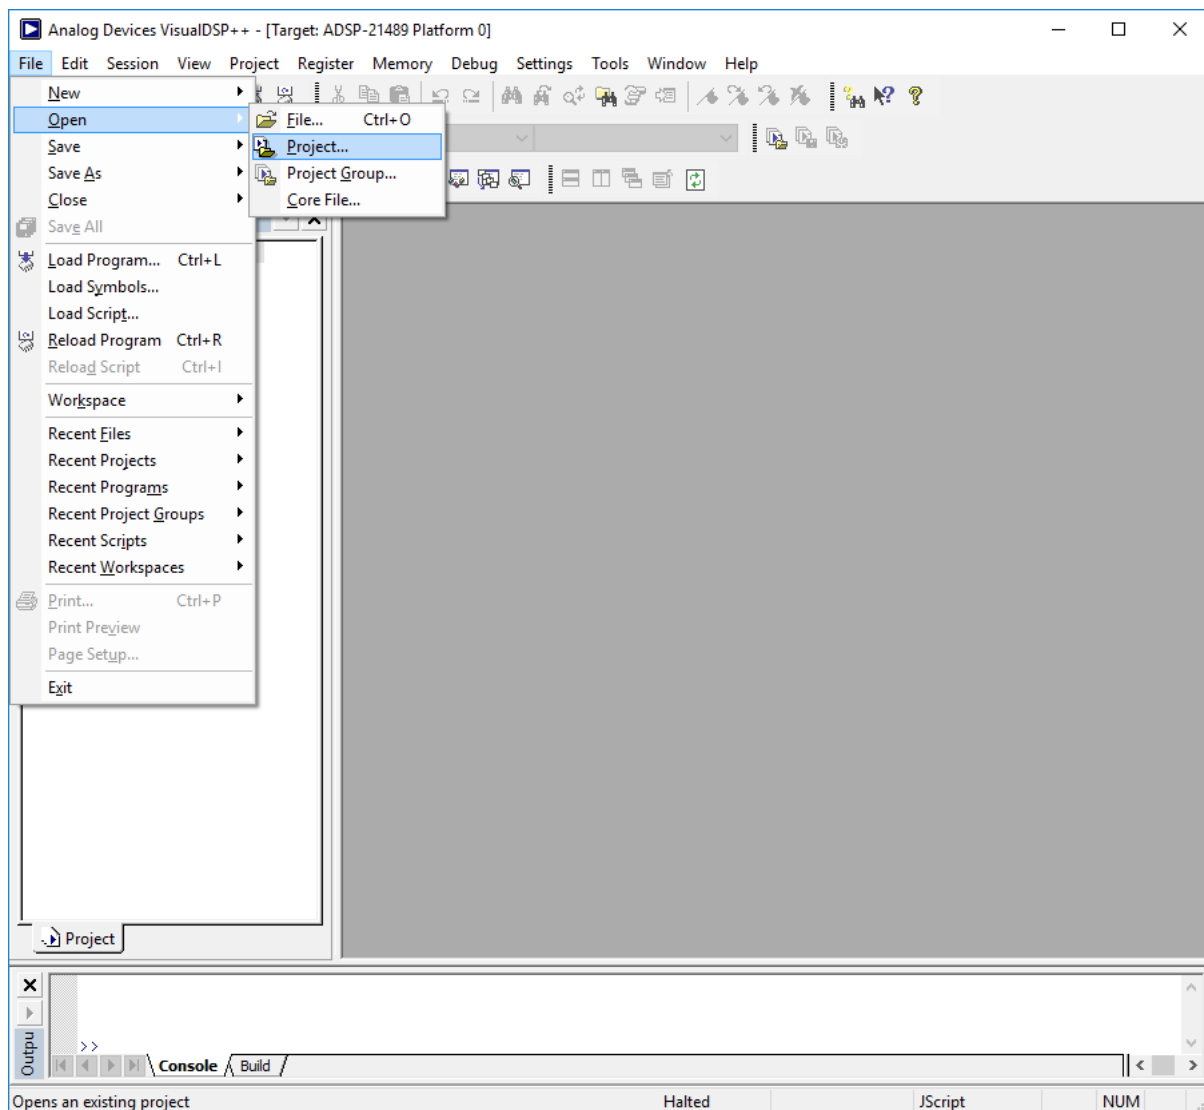 Analog Devices VisualDSP++ - [Target: ADSP-21489 Platform 0]
File Edit Session View Project Register Memory Debug Settings Tools Window Help
New
Open
Save
Save As
Close
Save All
Load Program... Ctrl+L
Load Symbols...
Load Script...
Reload Program Ctrl+R
Reload Script Ctrl+I
Workspace
Recent Files
Recent Projects
Recent Programs
Recent Project Groups
Recent Scripts
Recent Workspaces
Print... Ctrl+P
Print Preview
Page Setup...
Exit
File... Ctrl+O
Project...
Project Group...
Core File...
Project
Outpu
>>
Console Build
Opens an existing project Halted JScript NUM